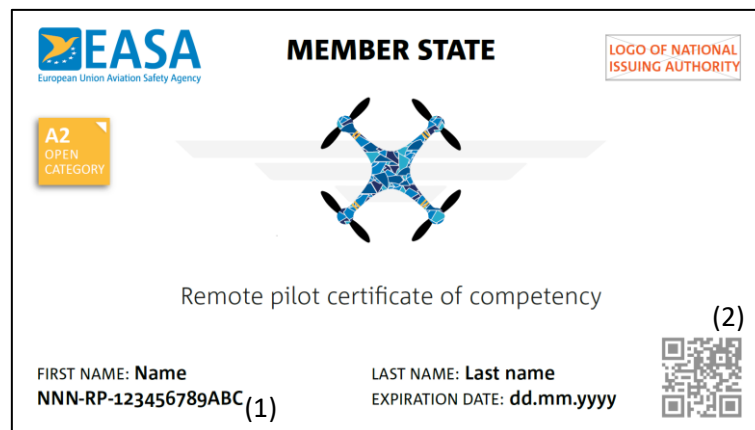 EASA
European Union Aviation Safety Agency
MEMBER STATE
LOGO OF NATIONAL
ISSUING AUTHORITY
A2
OPEN
CATEGORY
Remote pilot certificate of competency
(2)
FIRST NAME: Name
LAST NAME: Last name
NNN-RP-123456789ABC(1)
EXPIRATION DATE: dd.mm.yyyy